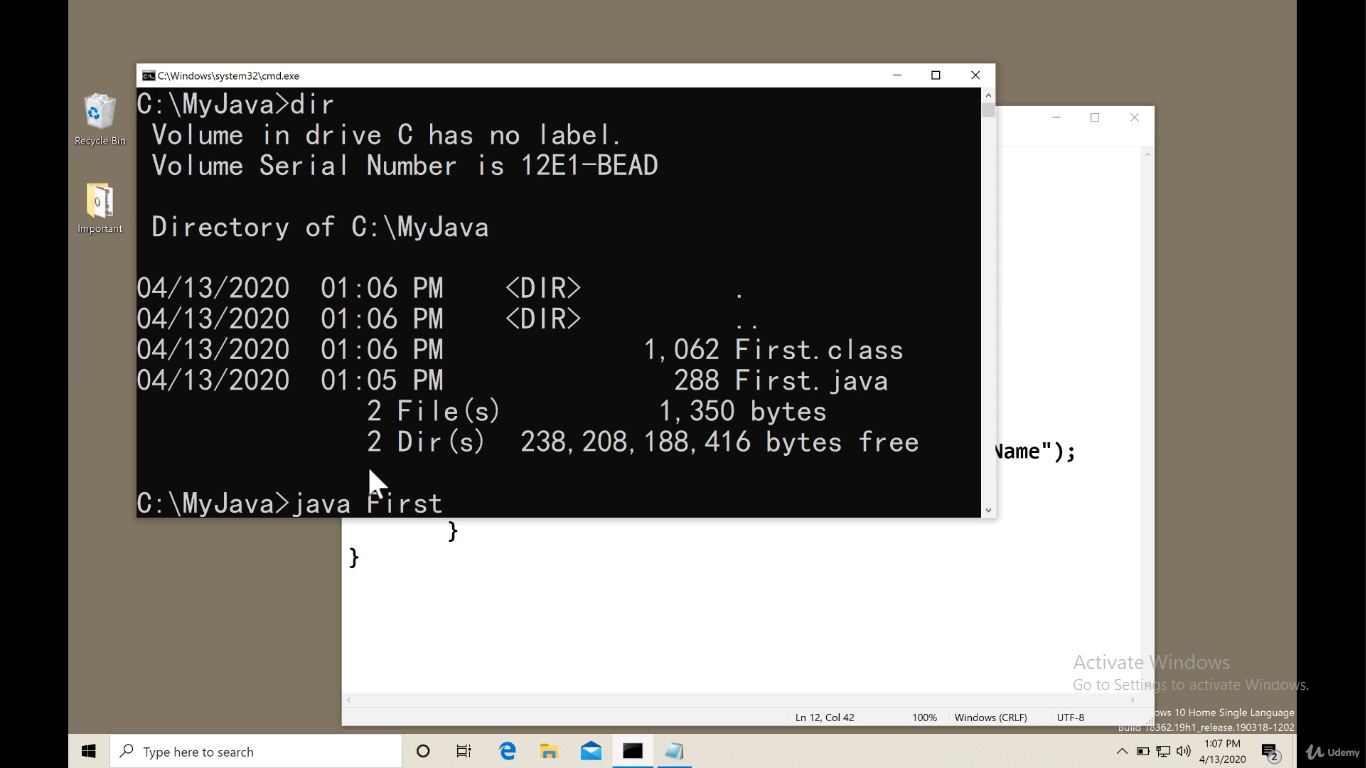 C:\Windows\system32\cmd.exe
C:\MyJava>dir
Volume in drive C has no label.
Volume Serial Number is 12E1-BEAD
Directory of C:\MyJava
04/13/2020 01:06 PM <DIR> .
04/13/2020 01:06 PM <DIR> ..
04/13/2020 01:06 PM 1,062 First.class
04/13/2020 01:05 PM 288 First.java
2 File(s) 1,350 bytes
2 Dir(s) 238,208,188,416 bytes free
C:\MyJava>java First
Recycle Bin
Important
Name");
}
}
Activate Windows
Go to Settings to activate Windows.
Ln 12, Col 42 100% Windows (CRLF) UTF-8
ows 10 Home Single Language
Build 18362.19h1_release.190318-1202
Type here to search
1:07 PM
4/13/2020
2
Udemy